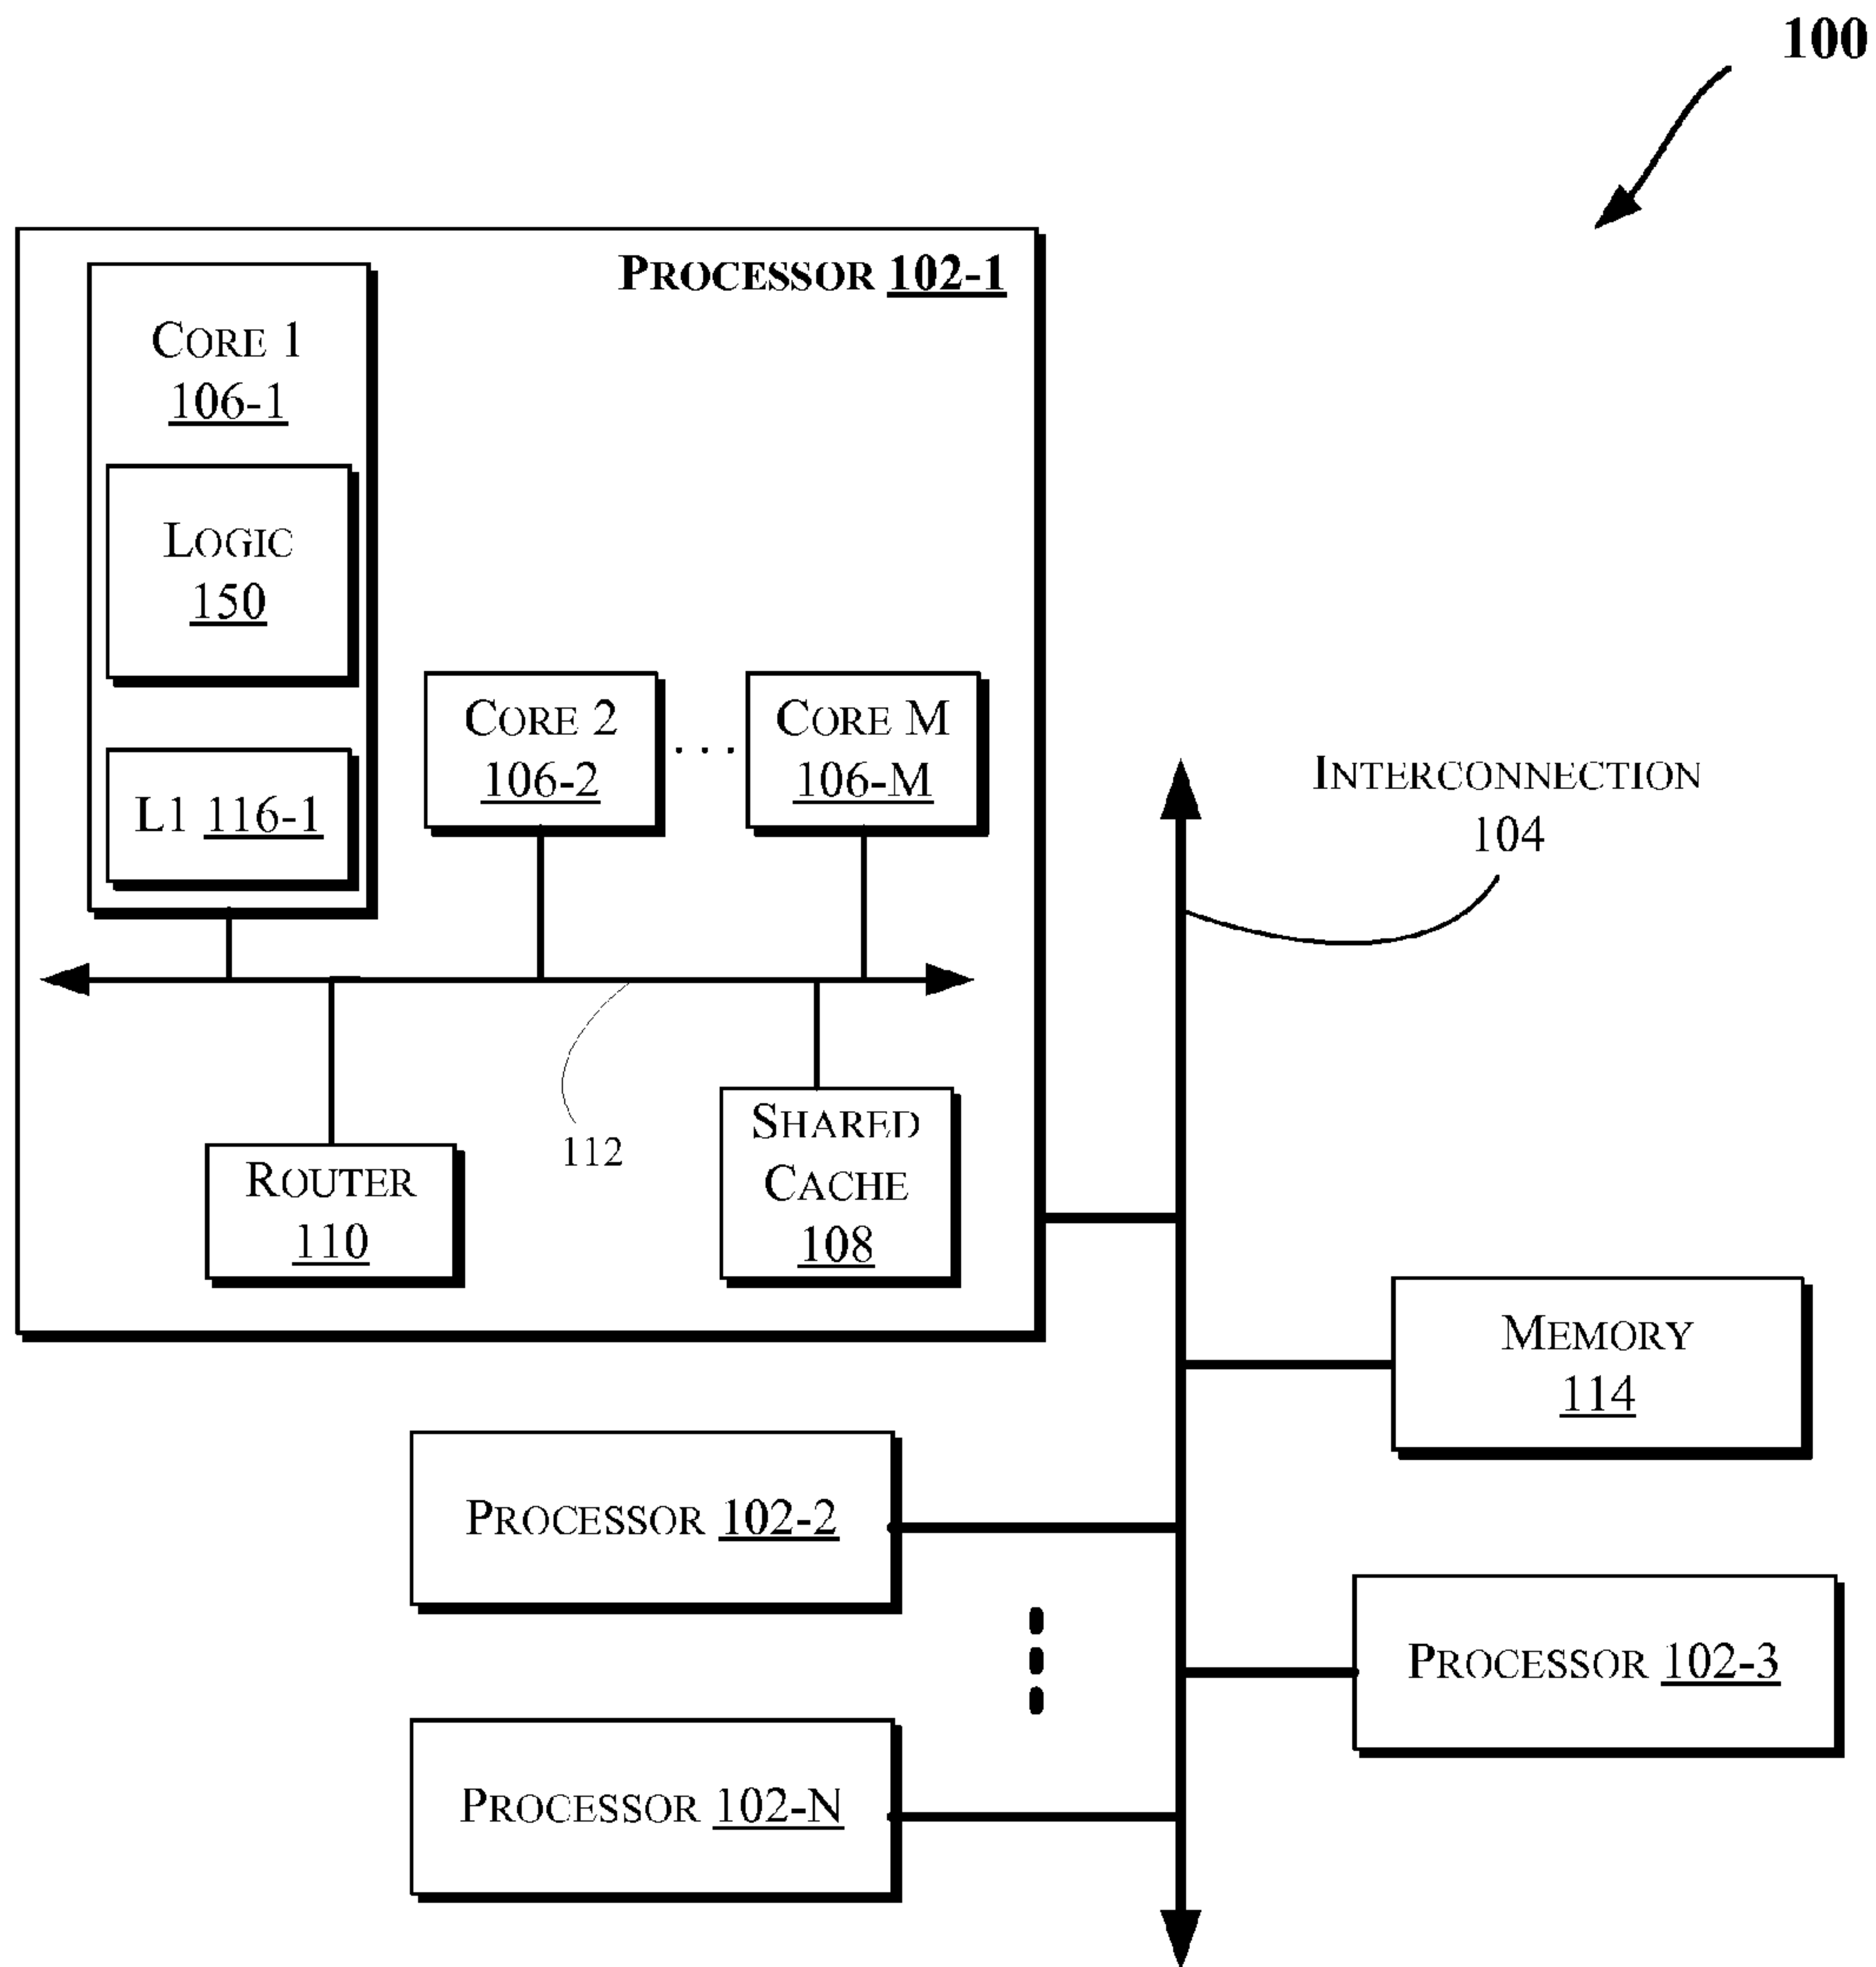 100
PROCESSOR 102-1
CORE 1
106-1
LOGIC
150
L1 116-1
CORE 2
106-2
...
CORE M
106-M
INTERCONNECTION
104
112
ROUTER
110
SHARED
CACHE
108
MEMORY
114
PROCESSOR 102-2
PROCESSOR 102-3
PROCESSOR 102-N